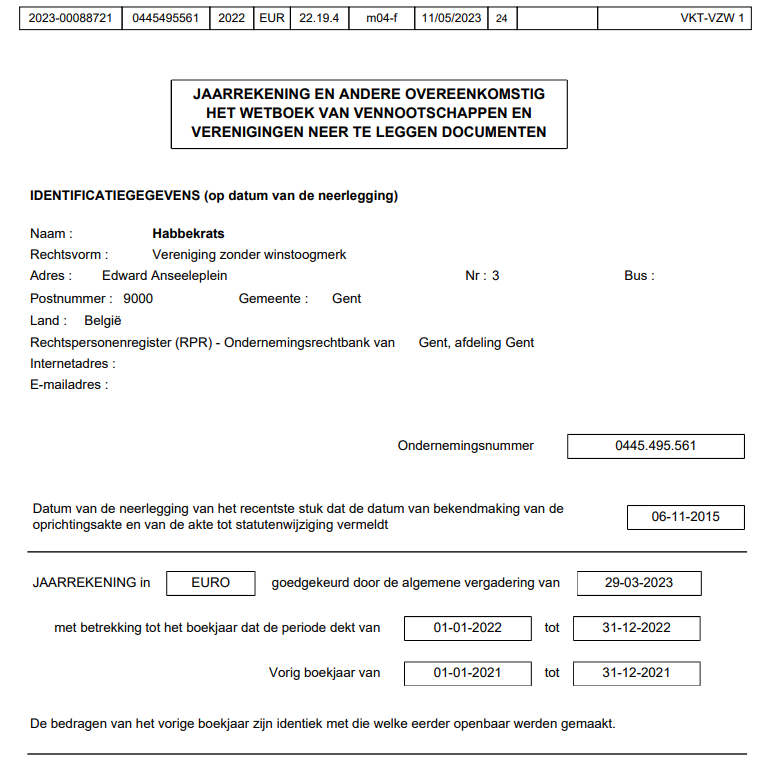 2023-00088721 0445495561 2022 EUR 22.19.4 m04-f 11/05/2023 24 VKT-VZW 1
JAARREKENING EN ANDERE OVEREENKOMSTIG
HET WETBOEK VAN VENNOOTSCHAPPEN EN
VERENIGINGEN NEER TE LEGGEN DOCUMENTEN
IDENTIFICATIEGEGEVENS (op datum van de neerlegging)
Naam : Habbekrats
Rechtsvorm : Vereniging zonder winstoogmerk
Adres : Edward Anseeleplein Nr : 3 Bus :
Postnummer : 9000 Gemeente : Gent
Land : België
Rechtspersonenregister (RPR) - Ondernemingsrechtbank van Gent, afdeling Gent
Internetadres :
E-mailadres :
Ondernemingsnummer 0445.495.561
Datum van de neerlegging van het recentste stuk dat de datum van bekendmaking van de
oprichtingsakte en van de akte tot statutenwijziging vermeldt 06-11-2015
JAARREKENING in EURO goedgekeurd door de algemene vergadering van 29-03-2023
met betrekking tot het boekjaar dat de periode dekt van 01-01-2022 tot 31-12-2022
Vorig boekjaar van 01-01-2021 tot 31-12-2021
De bedragen van het vorige boekjaar zijn identiek met die welke eerder openbaar werden gemaakt.